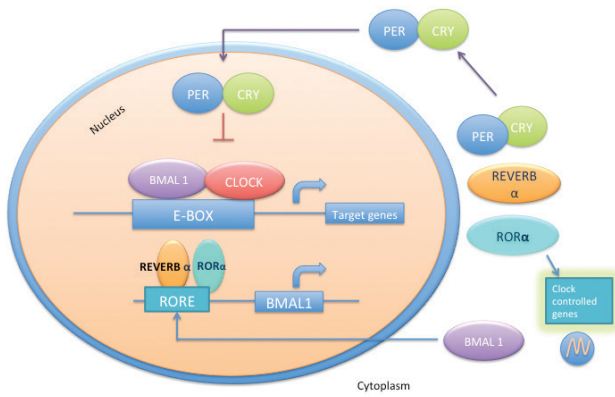 PER
CRY
PER
CRY
Nucleus
PER
CRY
REVERB
α
BMAL 1
CLOCK
E-BOX
Target genes
RORα
REVERB α
RORα
RORE
BMAL1
Clock
controlled
genes
BMAL 1
Cytoplasm